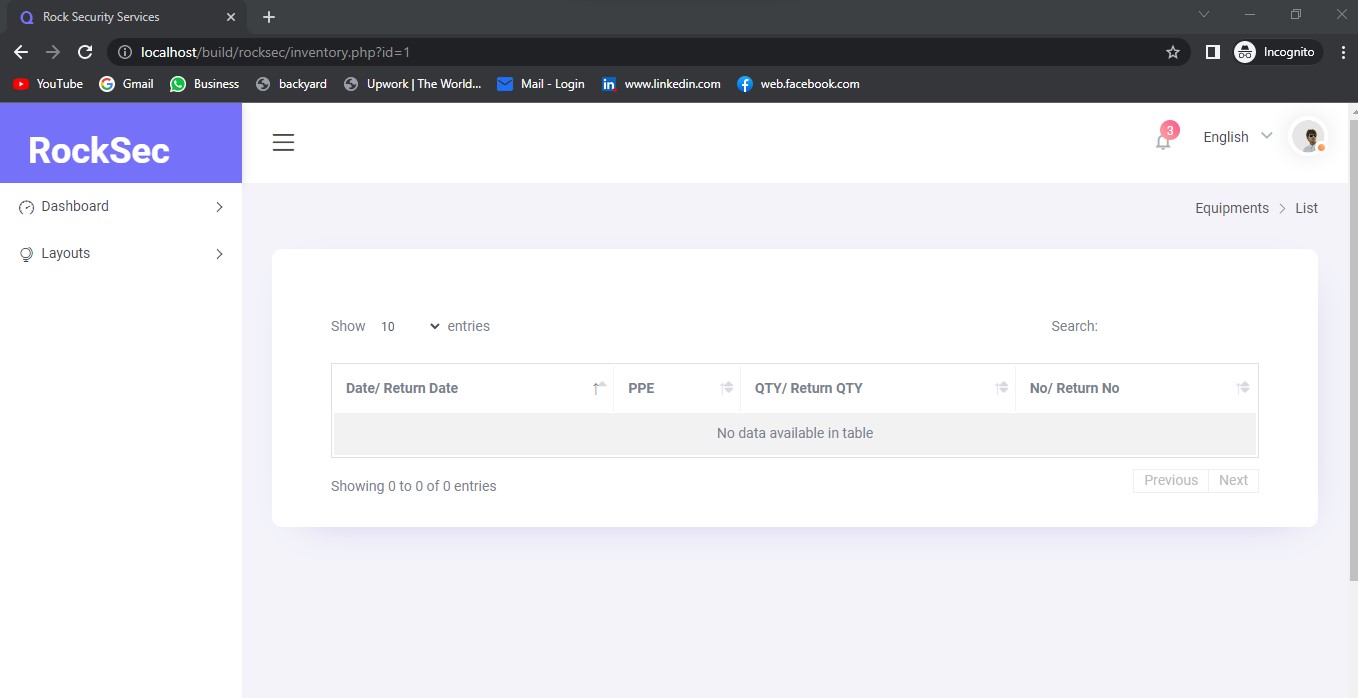 Rock Security Services
localhost/build/rocksec/inventory.php?id=1
Incognito
YouTube Gmail Business backyard Upwork | The World... Mail - Login www.linkedin.com web.facebook.com
RockSec
3 English
Dashboard
Layouts
Equipments > List
Show 10 entries Search:
Date/ Return Date PPE QTY/ Return QTY No/ Return No
No data available in table
Showing 0 to 0 of 0 entries
Previous Next